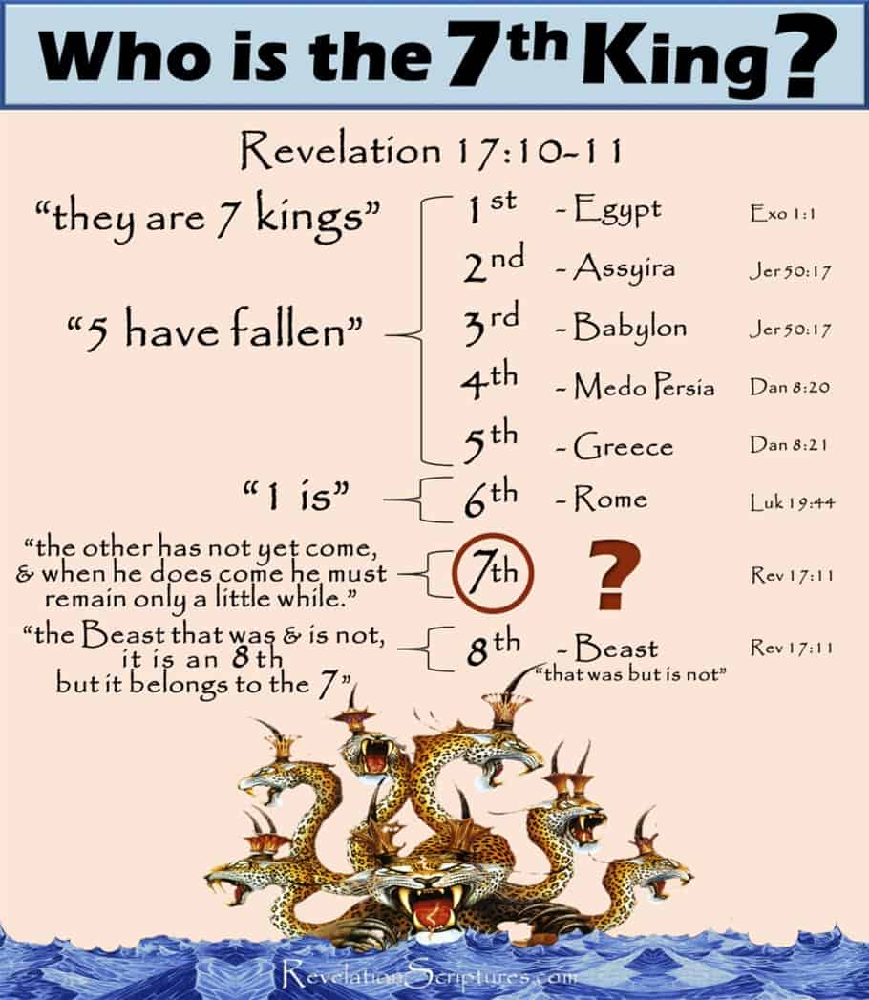 Who is the 7th King?
Revelation 17:10-11
"they are 7 kings"
"5 have fallen"
1st - Egypt Exo 1:1
2nd - Assyira Jer 50:17
3rd - Babylon Jer 50:17
4th - Medo Persia Dan 8:20
5th - Greece Dan 8:21
"1 is"
6th - Rome Luk 19:44
"the other has not yet come,
& when he does come he must
remain only a little while."
7th ? Rev 17:11
"the Beast that was & is not,
it is an 8th
but it belongs to the 7"
8th - Beast Rev 17:11
"that was but is not"
RevelationScriptures.com